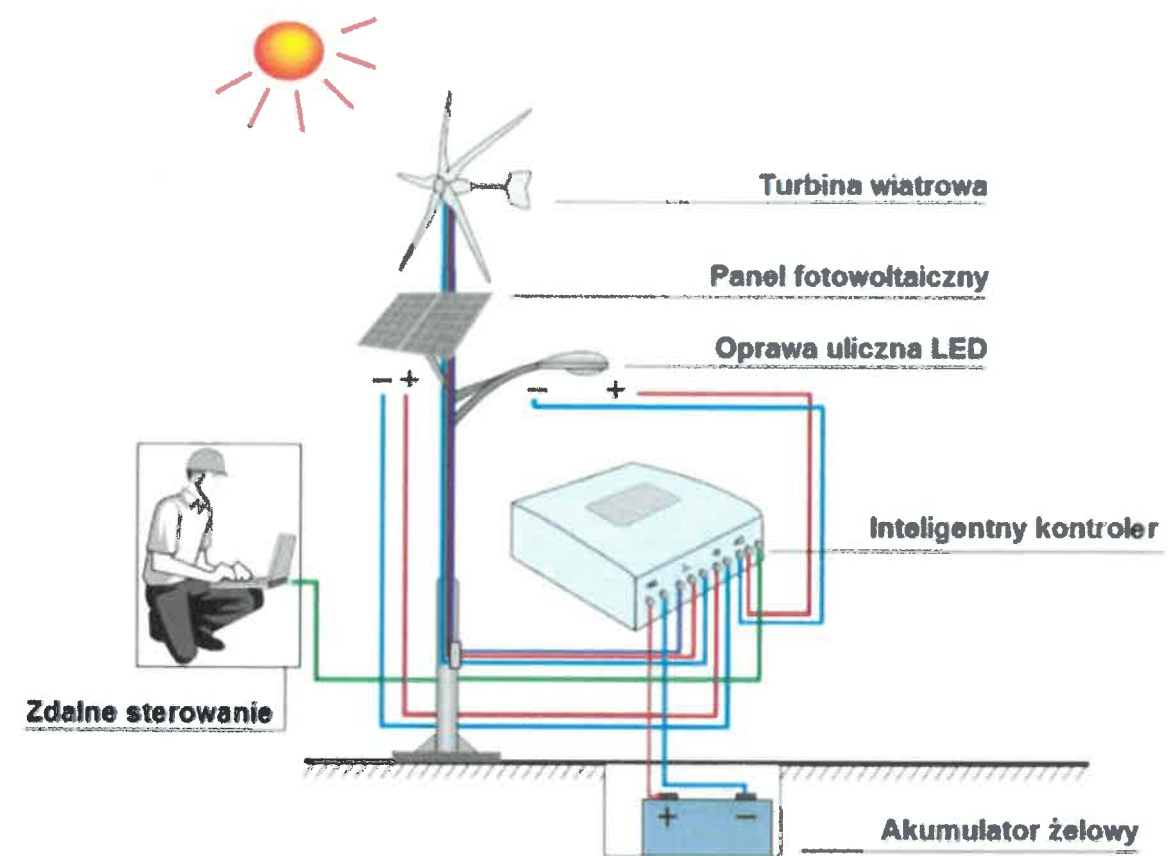 Turbina wiatrowa
Panel fotowoltaiczny
Oprawa uliczna LED
- +
- +
Inteligentny kontroler
Zdalne sterowanie
+ -
Akumulator żelowy